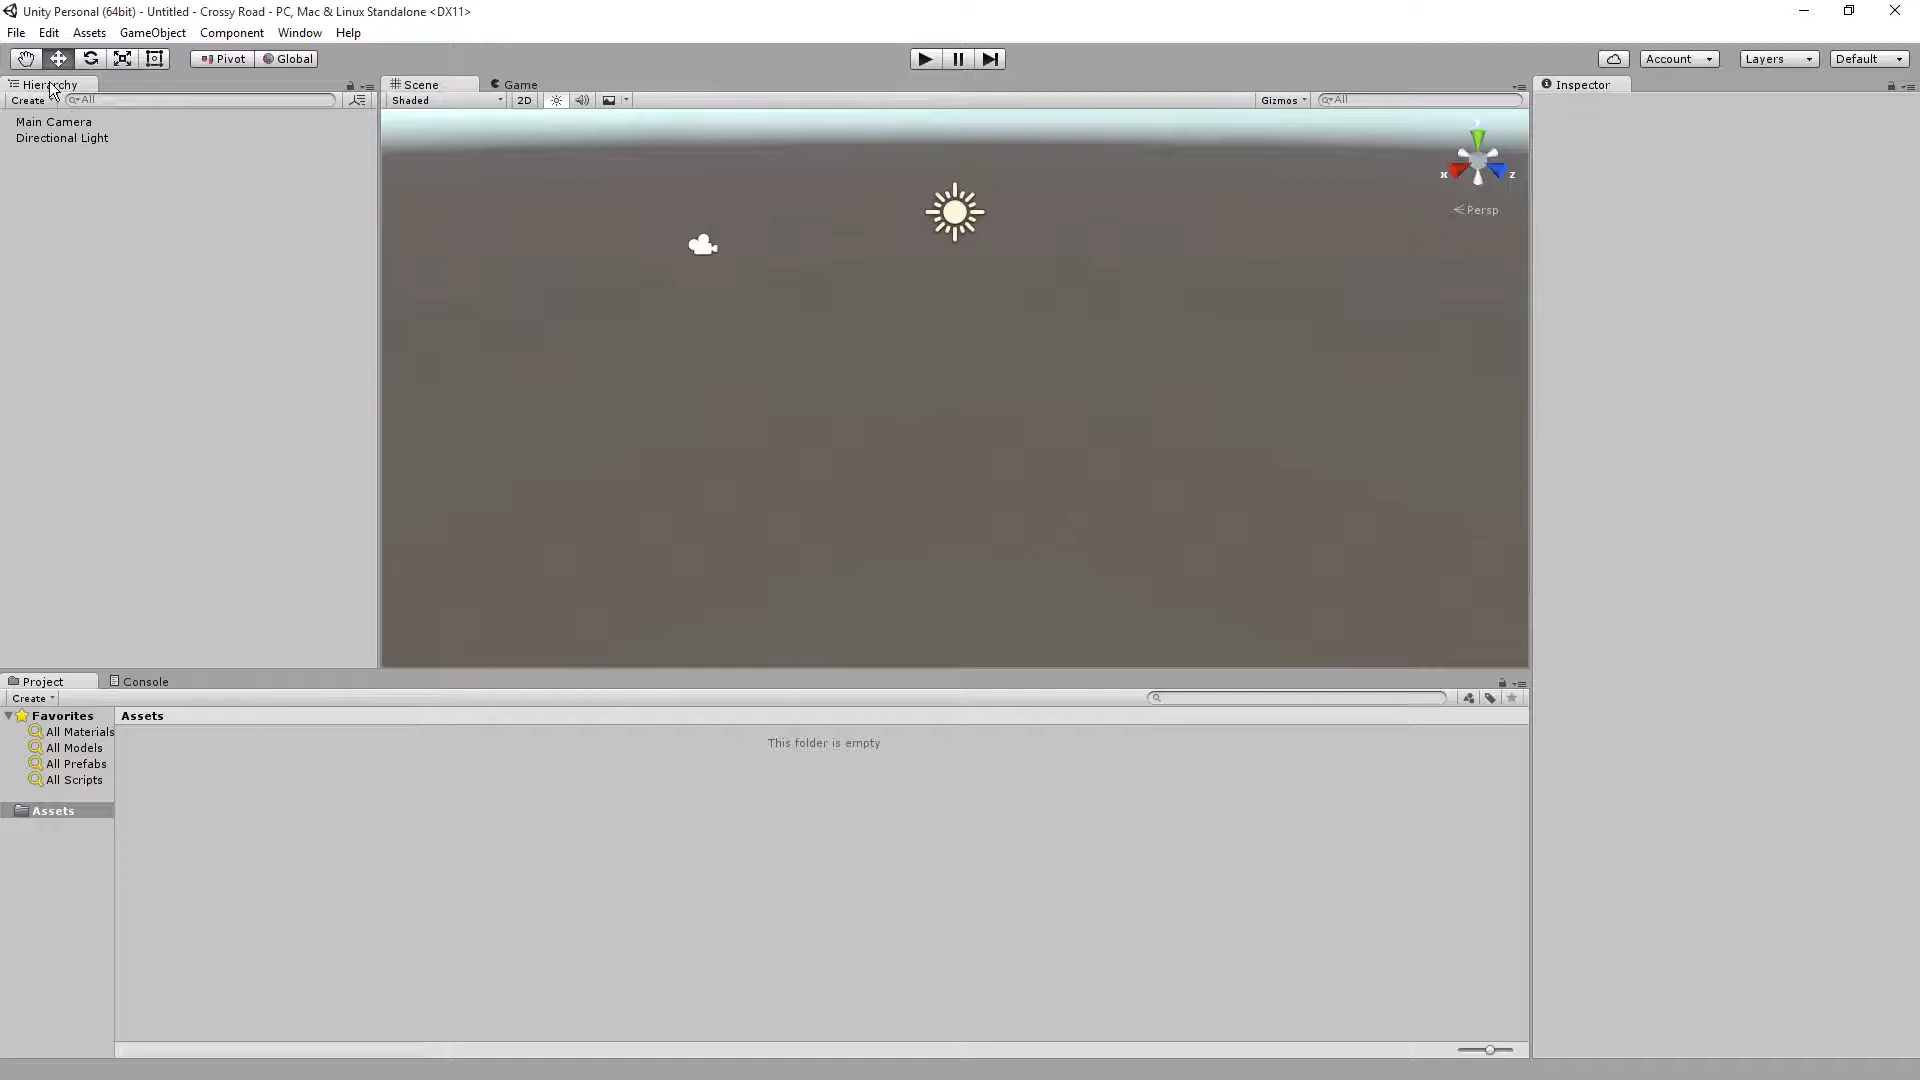 Unity Personal (64bit) - Untitled - Crossy Road - PC, Mac & Linux Standalone <DX11>
File Edit Assets GameObject Component Window Help
Pivot Global Account Layers Default
Hierarchy Scene Game Inspector
Create All Shaded 2D Gizmos All
Main Camera
Directional Light
y
x z
Persp
Project Console
Create
Favorites Assets
All Materials
All Models
All Prefabs
All Scripts
This folder is empty
Assets